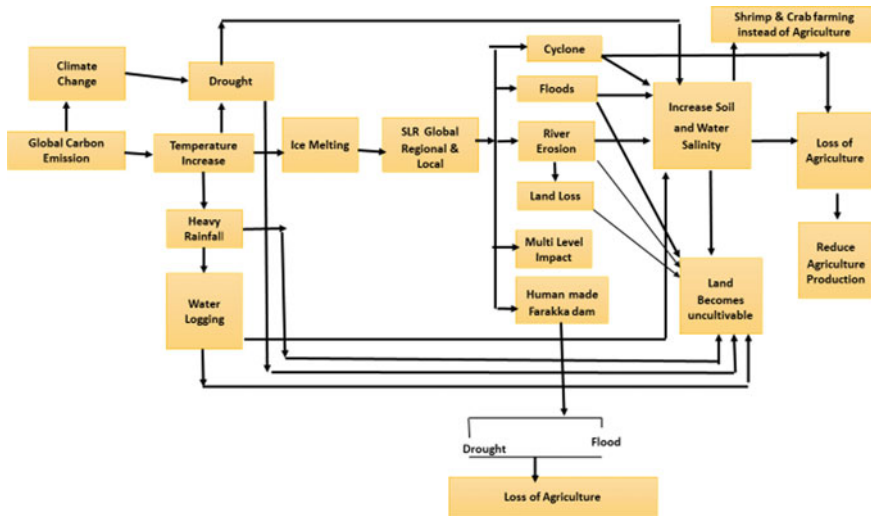 Shrimp & Crab farming
instead of Agriculture
Climate
Change
Drought
Cyclone
Floods
Increase Soil
and Water
Salinity
Loss of
Agriculture
Global Carbon
Emission
Temperature
Increase
Ice Melting
SLR Global
Regional &
Local
River
Erosion
Land Loss
Heavy
Rainfall
Multi Level
Impact
Reduce
Agriculture
Production
Water
Logging
Human made
Farakka dam
Land
Becomes
uncultivable
Drought
Flood
Loss of Agriculture